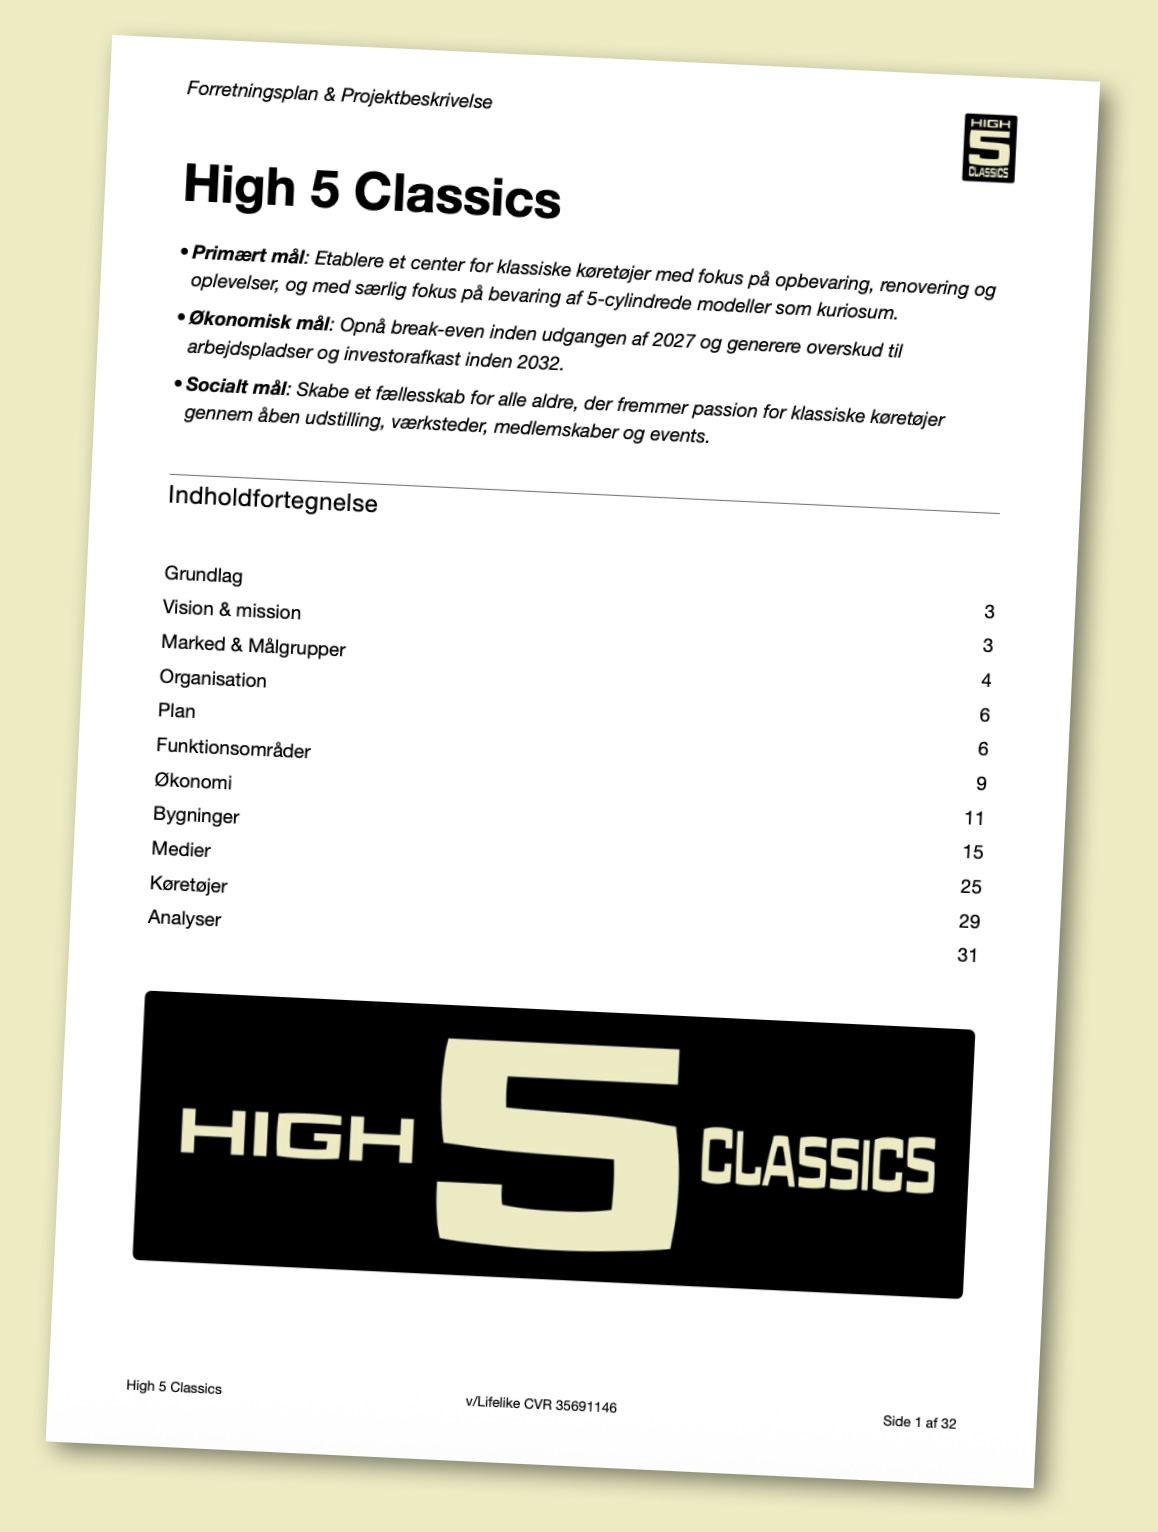 Forretningsplan & Projektbeskrivelse
HIGH
5
CLASSICS
High 5 Classics
• Primært mål: Etablere et center for klassiske køretøjer med fokus på opbevaring, renovering og
oplevelser, og med særlig fokus på bevaring af 5-cylindrede modeller som kuriosum.
• Økonomisk mål: Opnå break-even inden udgangen af 2027 og generere overskud til
arbejdspladser og investorafkast inden 2032.
• Socialt mål: Skabe et fællesskab for alle aldre, der fremmer passion for klassiske køretøjer
gennem åben udstilling, værksteder, medlemskaber og events.
Indholdfortegnelse
Grundlag 3
Vision & mission 3
Marked & Målgrupper 4
Organisation 6
Plan 6
Funktionsområder 9
Økonomi 11
Bygninger 15
Medier 25
Køretøjer 29
Analyser 31
HIGH 5 CLASSICS
High 5 Classics v/Lifelike CVR 35691146 Side 1 af 32